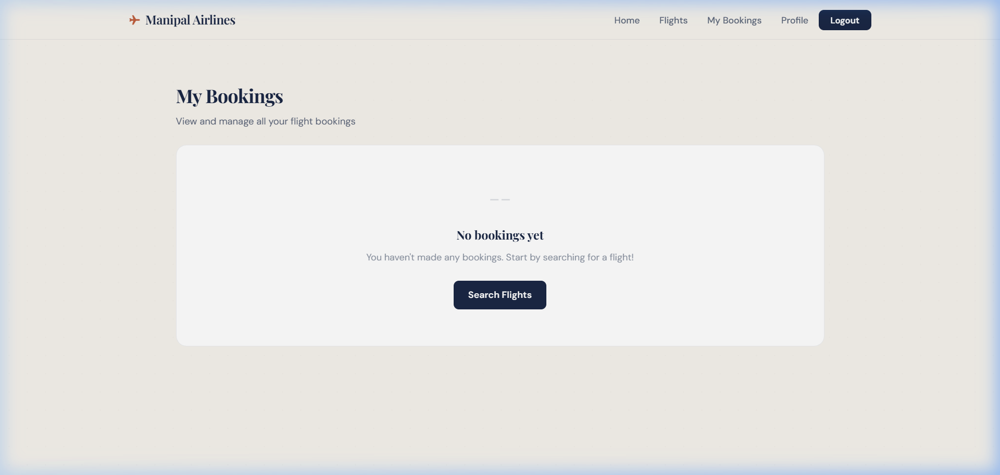 Manipal Airlines
Home Flights My Bookings Profile Logout
My Bookings
View and manage all your flight bookings
No bookings yet
You haven't made any bookings. Start by searching for a flight!
Search Flights